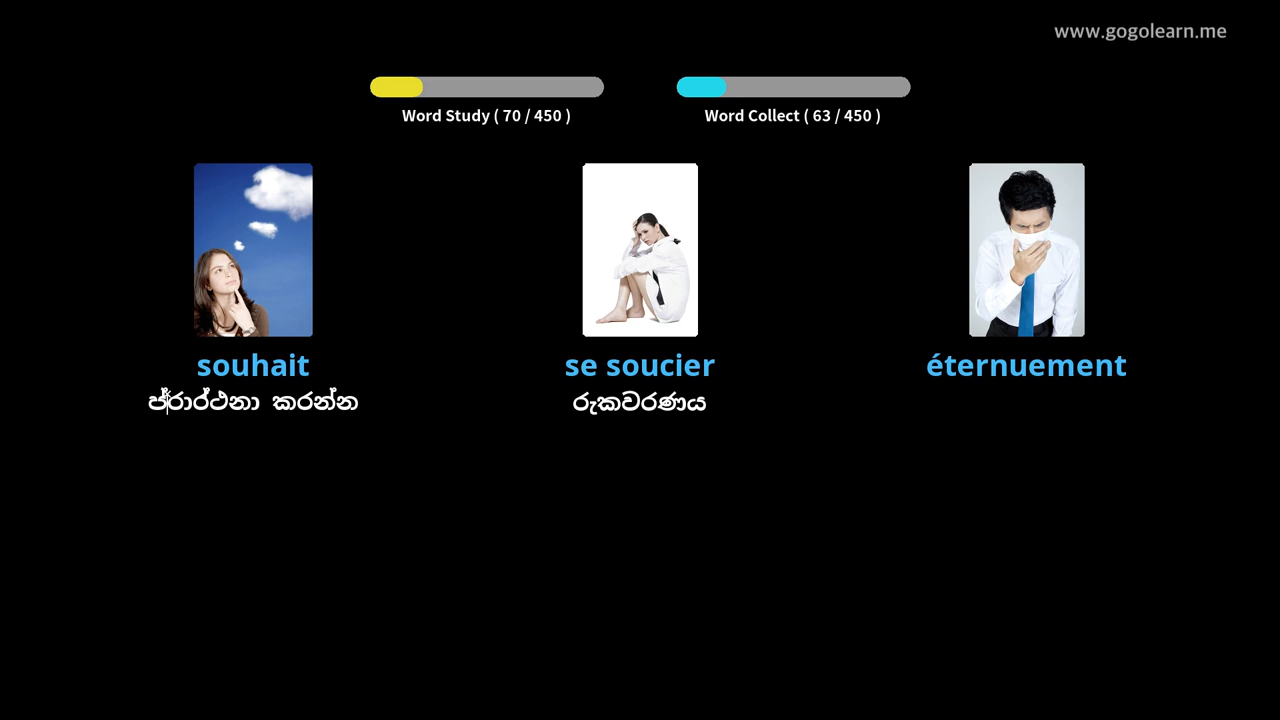 www.gogolearn.me
Word Study ( 70 / 450 )
Word Collect ( 63 / 450 )
souhait
ප්රාර්ථනා කරන්න
se soucier
රුකවරණය
éternuement